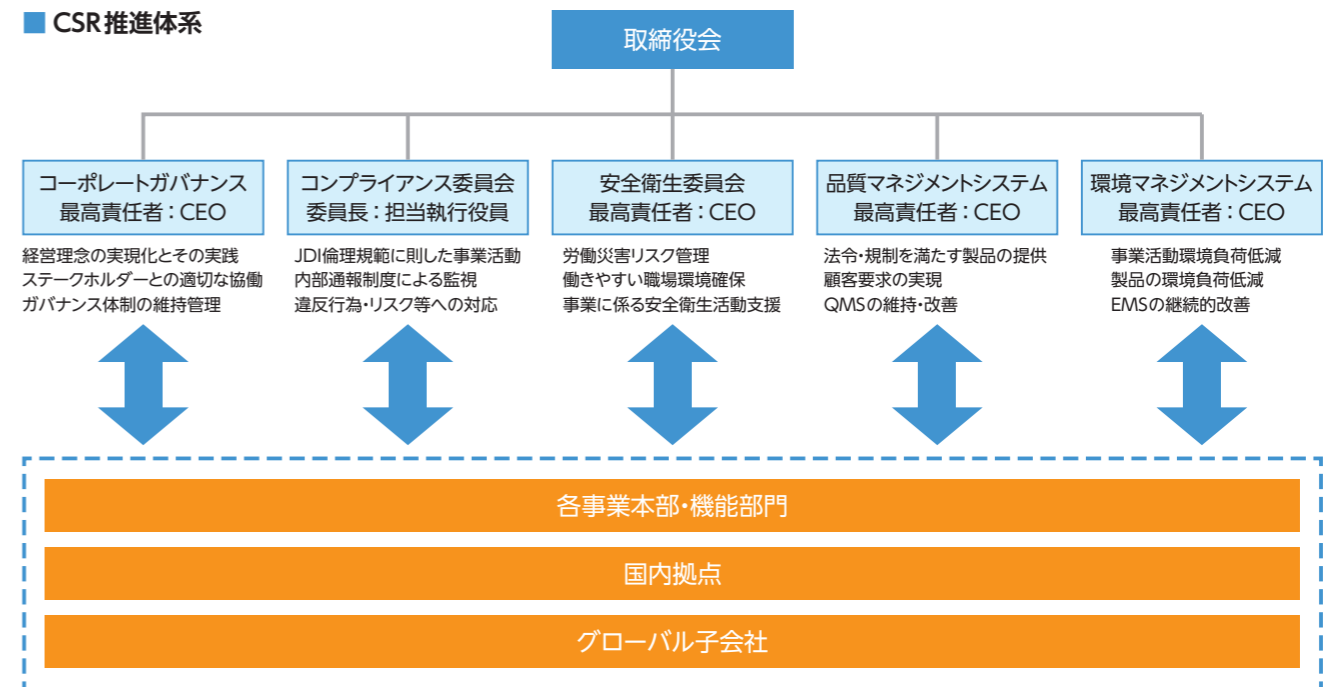 ■ CSR推進体系
取締役会
コーポレートガバナンス
最高責任者：CEO
経営理念の実現化とその実践
ステークホルダーとの適切な協働
ガバナンス体制の維持管理
コンプライアンス委員会
委員長：担当執行役員
JDI倫理規範に則した事業活動
内部通報制度による監視
違反行為・リスク等への対応
安全衛生委員会
最高責任者：CEO
労働災害リスク管理
働きやすい職場環境確保
事業に係る安全衛生活動支援
品質マネジメントシステム
最高責任者：CEO
法令・規制を満たす製品の提供
顧客要求の実現
QMSの維持・改善
環境マネジメントシステム
最高責任者：CEO
事業活動環境負荷低減
製品の環境負荷低減
EMSの継続的改善
各事業本部・機能部門
国内拠点
グローバル子会社